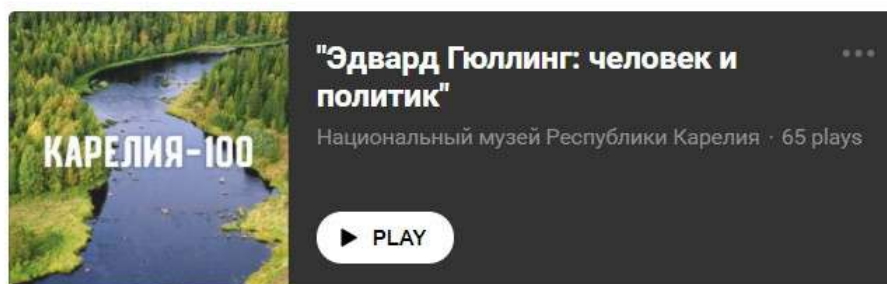 КАРЕЛИЯ-100
"Эдвард Гюллинг: человек и
политик"
Национальный музей Республики Карелия · 65 plays
PLAY